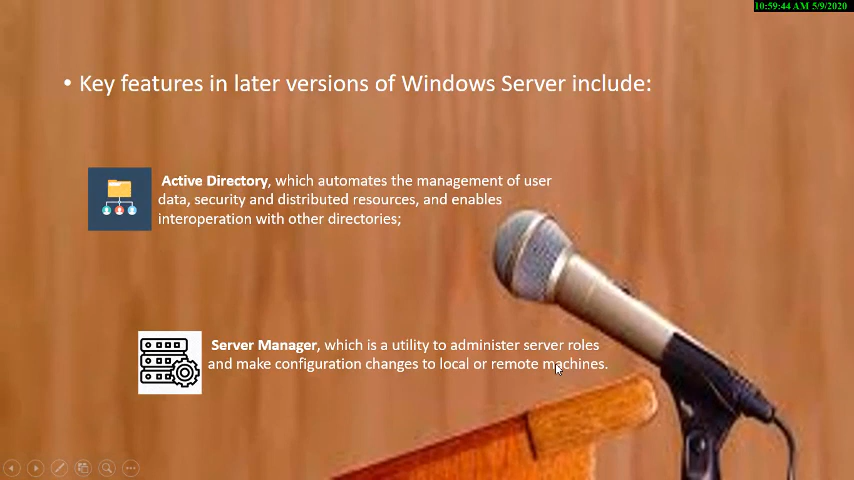 10:59:44 AM 5/9/2020
• Key features in later versions of Windows Server include:
Active Directory, which automates the management of user
data, security and distributed resources, and enables
interoperation with other directories;
Server Manager, which is a utility to administer server roles
and make configuration changes to local or remote machines.